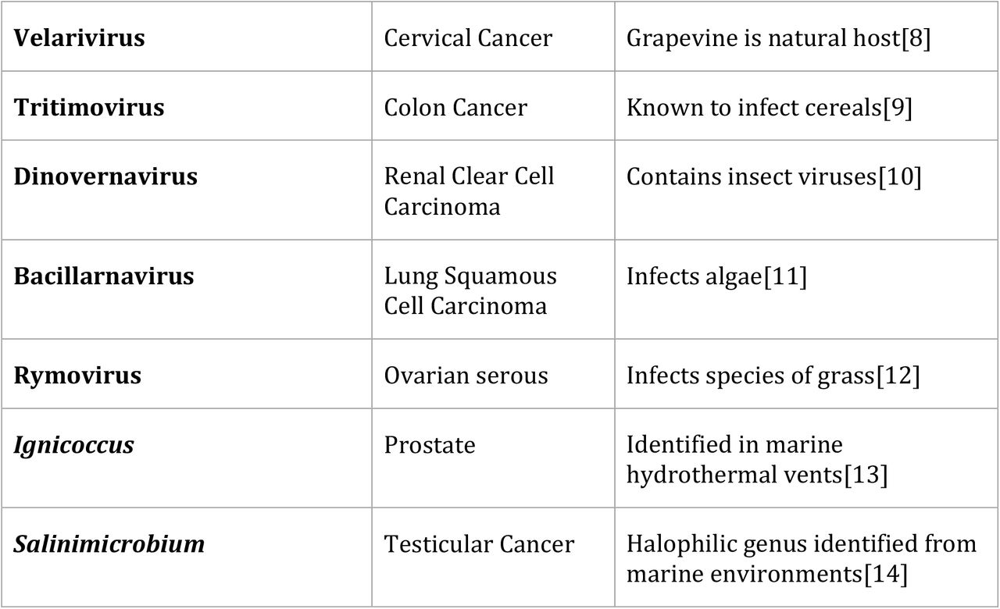 Velarivirus
Cervical Cancer
Grapevine is natural host[8]
Tritimovirus
Colon Cancer
Known to infect cereals[9]
Dinovernavirus
Renal Clear Cell
Carcinoma
Contains insect viruses[10]
Bacillarnavirus
Lung Squamous
Cell Carcinoma
Infects algae[11]
Rymovirus
Ovarian serous
Infects species of grass[12]
Ignicoccus
Prostate
Identified in marine
hydrothermal vents[13]
Salinimicrobium
Testicular Cancer
Halophilic genus identified from
marine environments[14]